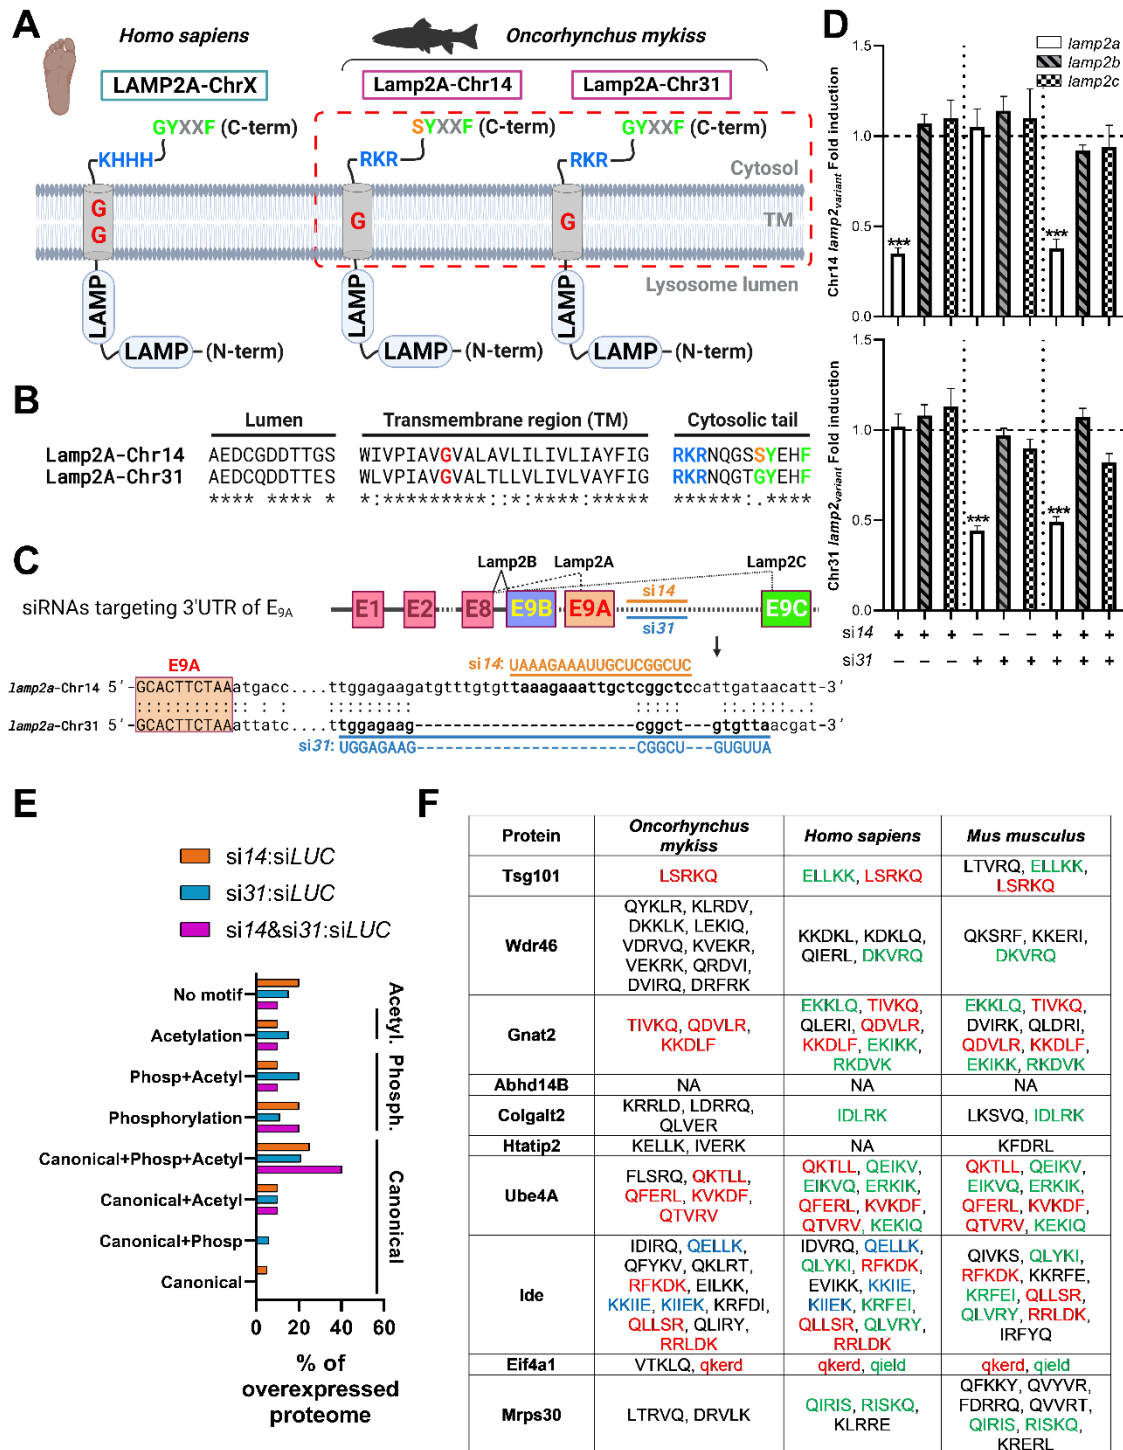 A
Homo sapiens
Oncorhynchus mykiss
LAMP2A-ChrX
Lamp2A-Chr14
Lamp2A-Chr31
GYXXF (C-term)
SYXXF (C-term)
GYXXF (C-term)
KHHH
RKR
RKR
Cytosol
G
G
G
G
TM
Lysosome lumen
LAMP
LAMP
LAMP
LAMP (N-term)
LAMP (N-term)
LAMP (N-term)
B
Lumen
Transmembrane region (TM)
Cytosolic tail
Lamp2A-Chr14 AEDCGDDTTGS WIVPIAVGVALAVLILIVLIAYFIG RKRNQGSSYEHF
Lamp2A-Chr31 AEDCQDDTTES WLVPIAVGVALTLLVLIVLVAYFIG RKRNQGTGYEHF
**** **** * *:*********::*:****:***** ******:.****
C
siRNAs targeting 3'UTR of E9A
Lamp2B
Lamp2A
Lamp2C
E1
E2
E8
E9B
E9A
E9C
si14
si31
E9A
si14: UAAAGAAAUUGCUCGGCUC
lamp2a-Chr14 5'-GCACTTCTAAatgacc....ttggagaagatgtttgtgttaaagaaattgctcggctccattgataacatt-3'
lamp2a-Chr31 5'-GCACTTCTAAattatc....ttggagaag----------------------cggct---gtgttaacgat-3'
si31: UGGAGAAG----------------------CGGCU---GUGUUA
D
lamp2a
lamp2b
lamp2c
Chr14 lamp2variant Fold induction
1.5
1.0
0.5
0.0
***
***
Chr31 lamp2variant Fold induction
1.5
1.0
0.5
0.0
***
***
si14 + + + – – – + + +
si31 – – – + + + + + +
E
si14:siLUC
si31:siLUC
si14&si31:siLUC
No motif
Acetylation
Phosp+Acetyl
Phosphorylation
Canonical+Phosp+Acetyl
Canonical+Acetyl
Canonical+Phosp
Canonical
Acetyl.
Phosph.
Canonical
0 20 40 60
% of
overexpressed
proteome
F
Protein
Oncorhynchus
mykiss
Homo sapiens
Mus musculus
Tsg101
LSRKQ
ELLKK, LSRKQ
LTVRQ, ELLKK,
LSRKQ
Wdr46
QYKLR, KLRDV,
DKKLK, LEKIQ,
VDRVQ, KVEKR,
VEKRK, QRDVI,
DVIRQ, DRFRK
KKDKL, KDKLQ,
QIERL, DKVRQ
QKSRF, KKERI,
DKVRQ
Gnat2
TIVKQ, QDVLR,
KKDLF
EKKLQ, TIVKQ,
QLERI, QDVLR,
KKDLF, EKIKK,
RKDVK
EKKLQ, TIVKQ,
DVIRK, QLDRI,
QDVLR, KKDLF,
EKIKK, RKDVK
Abhd14B
NA
NA
NA
Colgalt2
KRRLD, LDRRQ,
QLVER
IDLRK
LKSVQ, IDLRK
Htatip2
KELLK, IVERK
NA
KFDRL
Ube4A
FLSRQ, QKTLL,
QFERL, KVKDF,
QTVRV
QKTLL, QEIKV,
EIKVQ, ERKIK,
QFERL, KVKDF,
QTVRV, KEKIQ
QKTLL, QEIKV,
EIKVQ, ERKIK,
QFERL, KVKDF,
QTVRV, KEKIQ
Ide
IDIRQ, QELLK,
QFYKV, QKLRT,
RFKDK, EILKK,
KKIIE, KIIEK, KRFDI,
QLLSR, QLIRY,
RRLDK
IDVRQ, QELLK,
QLYKI, RFKDK,
EVIKK, KKIIE,
KIIEK, KRFEI,
QLLSR, QLVRY,
RRLDK
QIVKS, QLYKI,
RFKDK, KKRFE,
KRFEI, QLLSR,
QLVRY, RRLDK,
IRFYQ
Eif4a1
VTKLQ, qkerd
qkerd, qield
qkerd, qield
Mrps30
LTRVQ, DRVLK
QIRIS, RISKQ,
KLRRE
QFKKY, QVYVR,
FDRRQ, QVVRT,
QIRIS, RISKQ,
KRERL